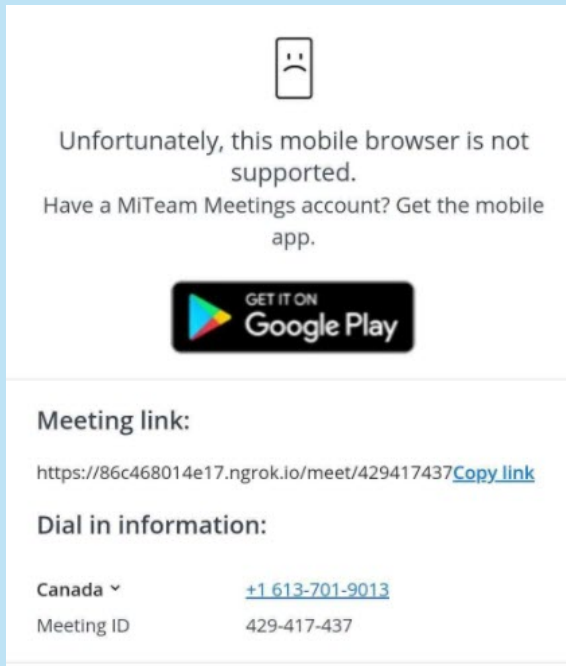 Unfortunately, this mobile browser is not
supported.
Have a MiTeam Meetings account? Get the mobile
app.
GET IT ON
Google Play
Meeting link:
https://86c468014e17.ngrok.io/meet/429417437Copy link
Dial in information:
Canada +1 613-701-9013
Meeting ID 429-417-437